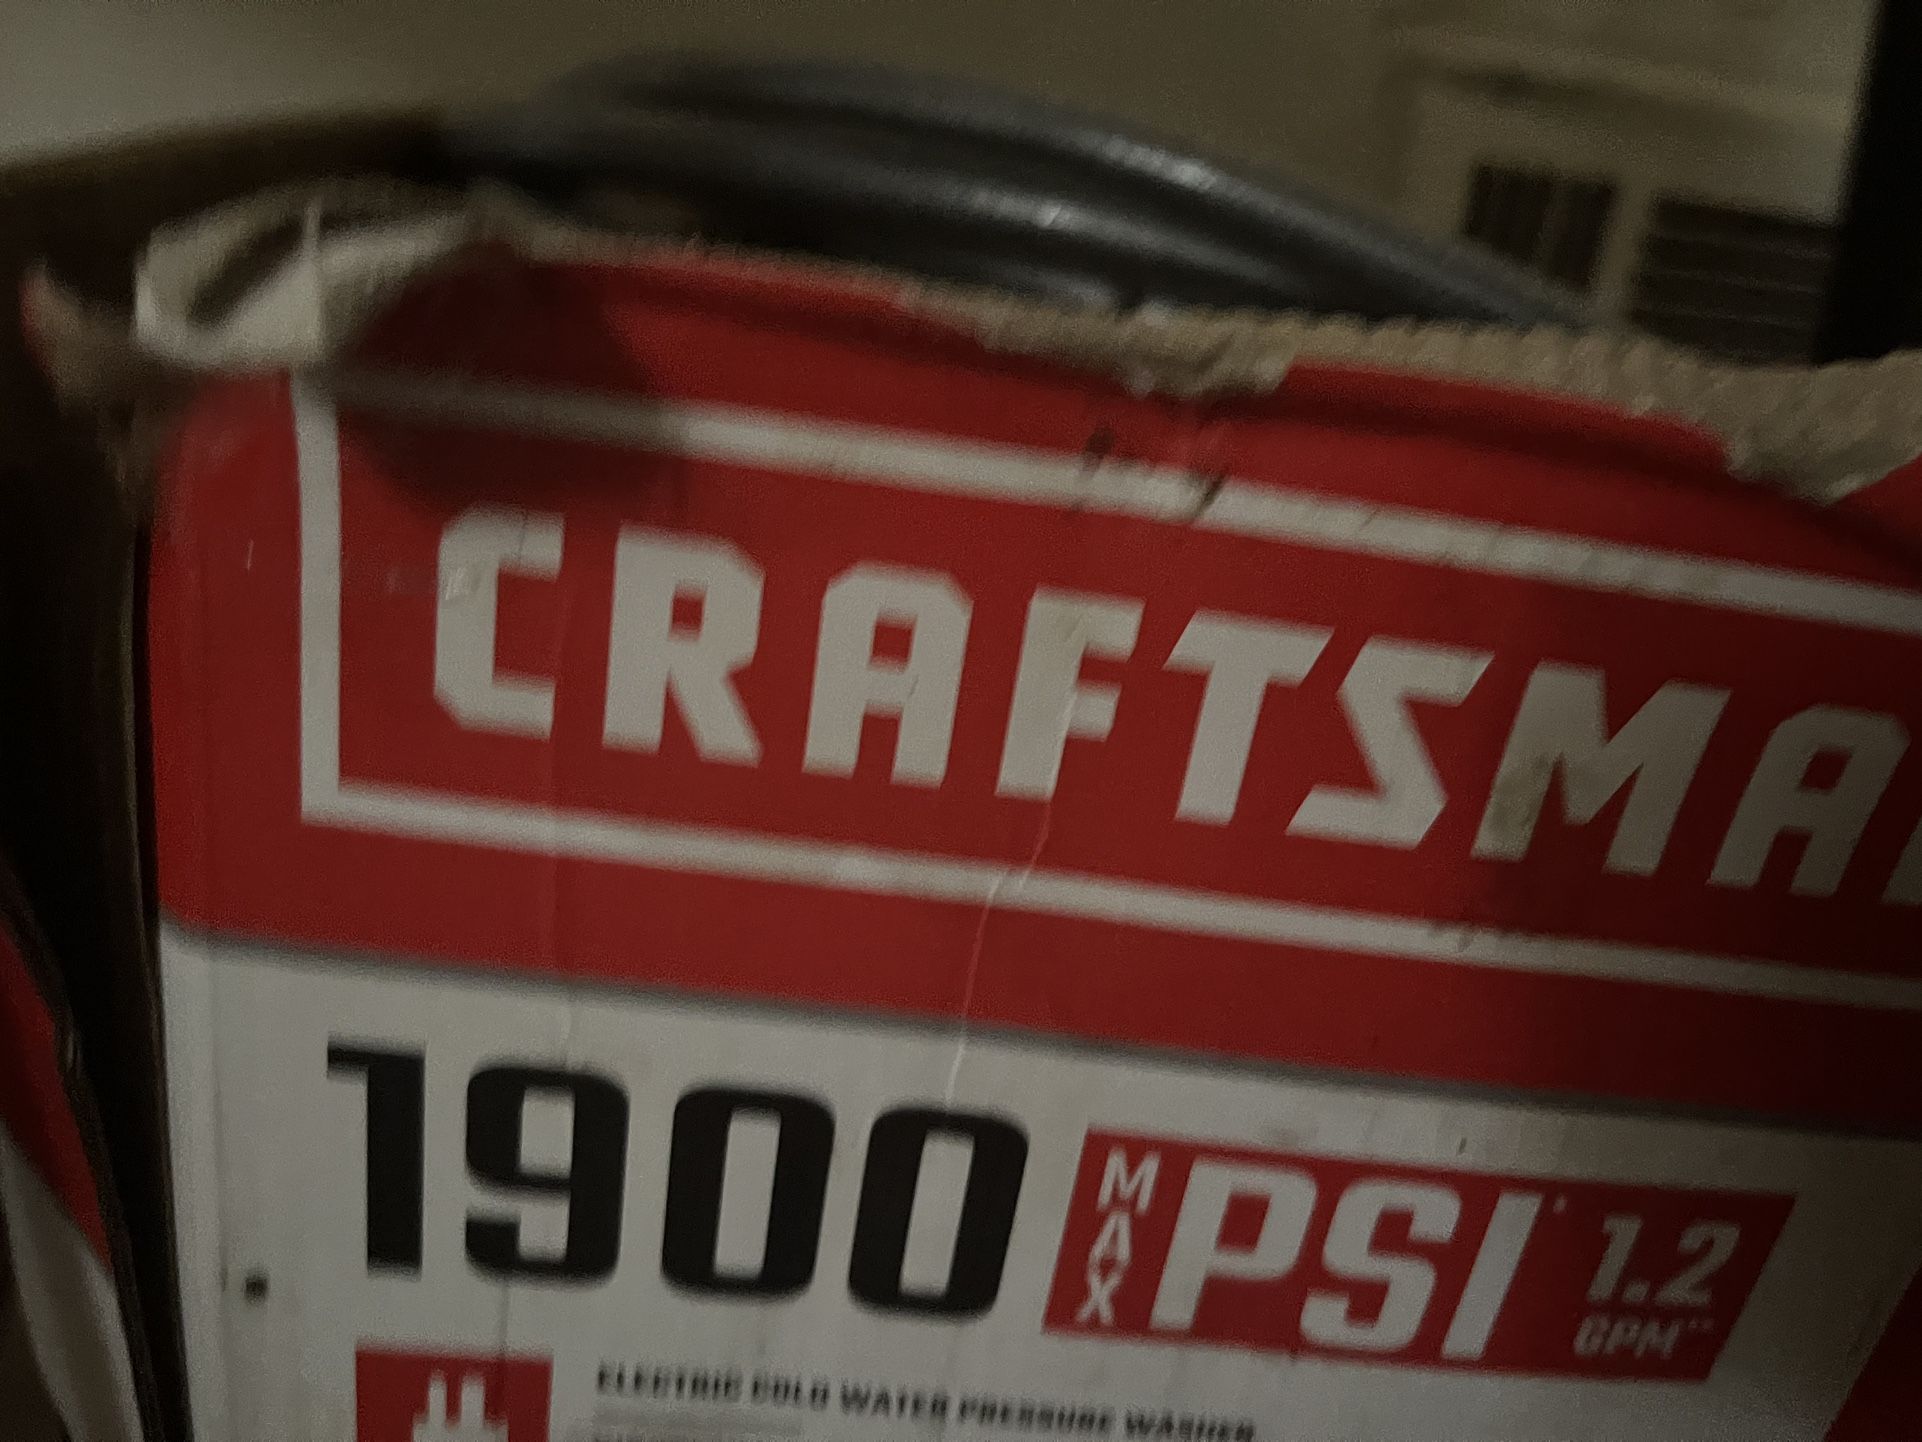 CRAFTSMA
1900 MAX PSI* 1.2 GPM**
ELECTRIC COLD WATER PRESSURE WASHER